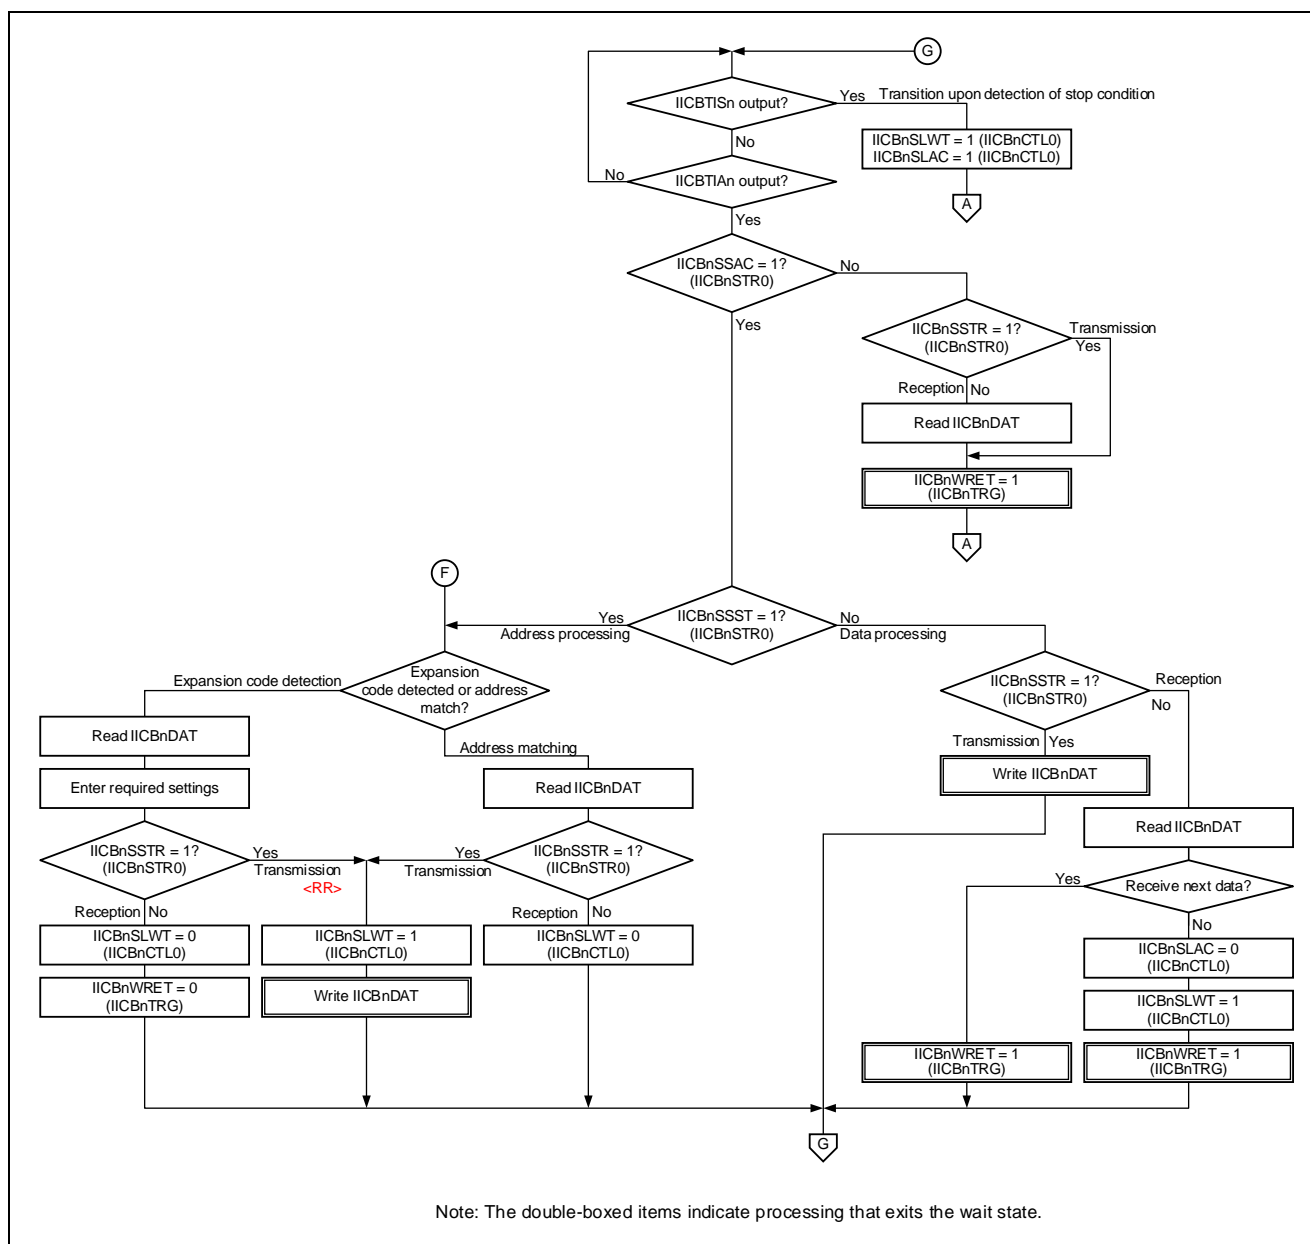 G
IICBTISn output?
Yes
Transition upon detection of stop condition
No
IICBnSLWT = 1 (IICBnCTL0)
IICBnSLAC = 1 (IICBnCTL0)
No
IICBTIAn output?
A
Yes
IICBnSSAC = 1?
(IICBnSTR0)
No
Yes
IICBnSSTR = 1?
(IICBnSTR0)
Transmission
Yes
Reception
No
Read IICBnDAT
IICBnWRET = 1
(IICBnTRG)
A
F
IICBnSSST = 1?
(IICBnSTR0)
Yes
Address processing
No
Data processing
Expansion
code detected or address
match?
Expansion code detection
IICBnSSTR = 1?
(IICBnSTR0)
Reception
No
Read IICBnDAT
Address matching
Transmission
Yes
Write IICBnDAT
Enter required settings
Read IICBnDAT
Read IICBnDAT
IICBnSSTR = 1?
(IICBnSTR0)
Yes
Transmission
<RR>
Yes
Transmission
IICBnSSTR = 1?
(IICBnSTR0)
Yes
Receive next data?
Reception
No
Reception
No
No
IICBnSLWT = 0
(IICBnCTL0)
IICBnSLWT = 1
(IICBnCTL0)
IICBnSLWT = 0
(IICBnCTL0)
IICBnSLAC = 0
(IICBnCTL0)
IICBnWRET = 0
(IICBnTRG)
Write IICBnDAT
IICBnSLWT = 1
(IICBnCTL0)
IICBnWRET = 1
(IICBnTRG)
IICBnWRET = 1
(IICBnTRG)
G
Note: The double-boxed items indicate processing that exits the wait state.